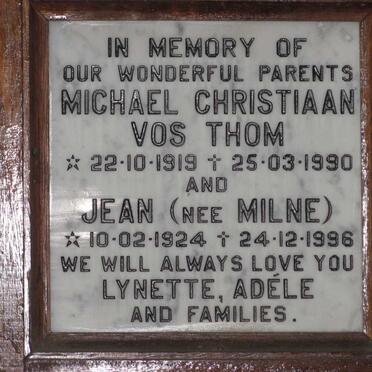 IN MEMORY OF
OUR WONDERFUL PARENTS
MICHAEL CHRISTIAAN
VOS THOM
☆ 22·10·1919 † 25·03·1990
AND
JEAN (NEE MILNE)
☆ 10·02·1924 † 24·12·1996
WE WILL ALWAYS LOVE YOU
LYNETTE, ADÉLE
AND FAMILIES.